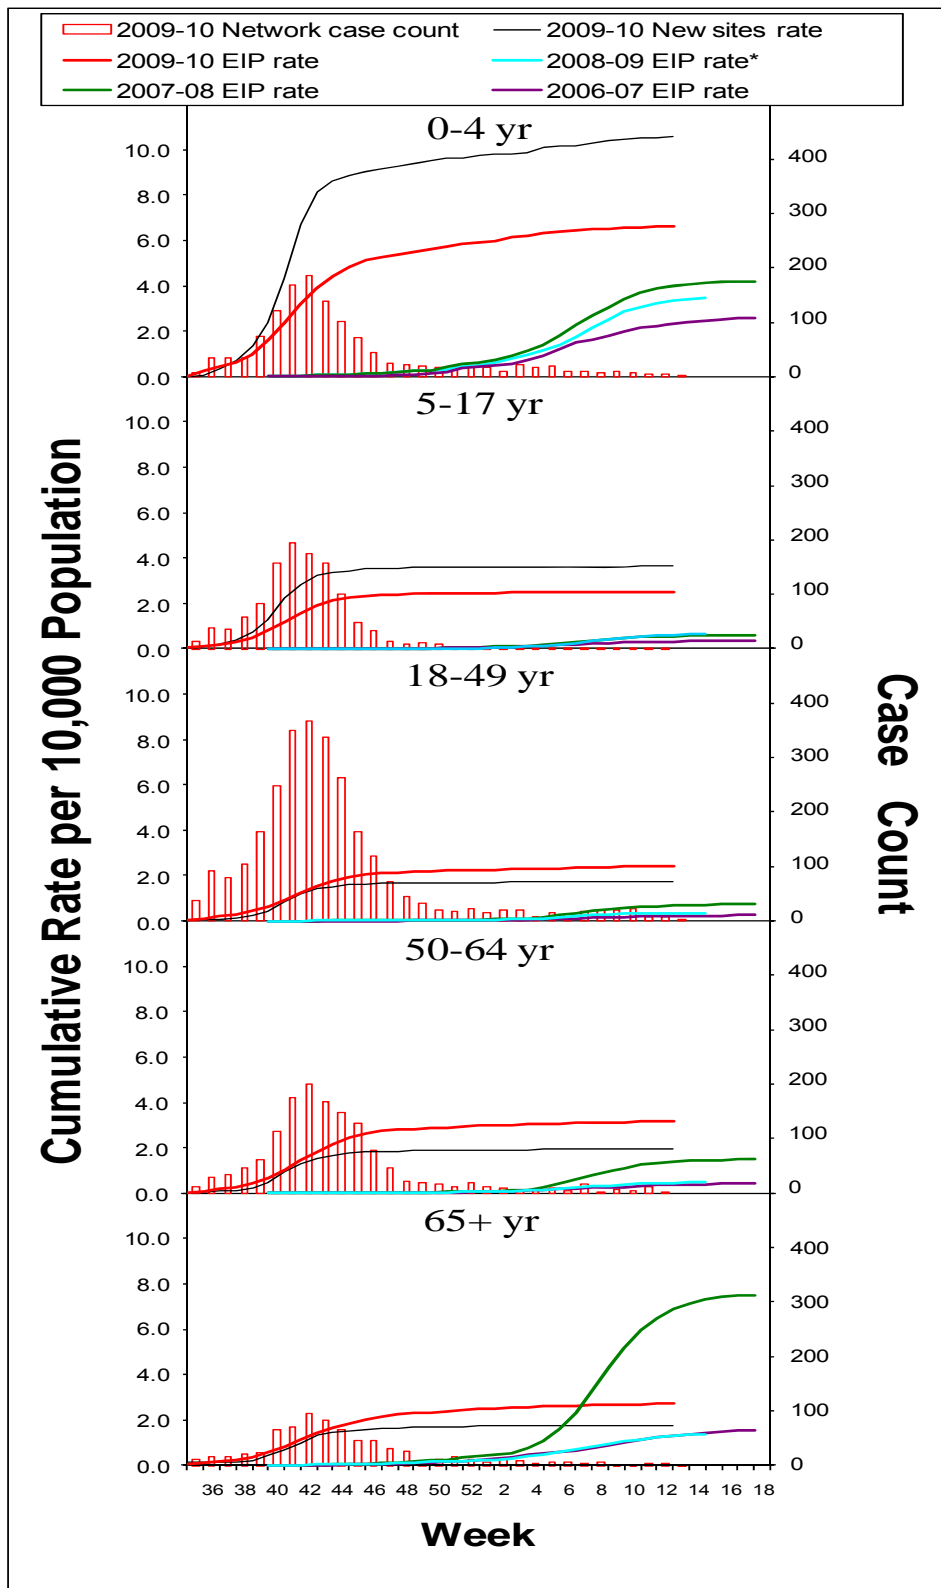 2009-10 Network case count 2009-10 New sites rate
2009-10 EIP rate 2008-09 EIP rate*
2007-08 EIP rate 2006-07 EIP rate
Cumulative Rate per 10,000 Population
Case Count
0-4 yr
10.0 400
8.0 300
6.0 200
4.0 100
2.0
0.0 0
5-17 yr
10.0 400
8.0 300
6.0 200
4.0 100
2.0
0.0 0
18-49 yr
10.0 400
8.0 300
6.0 200
4.0 100
2.0
0.0 0
50-64 yr
10.0 400
8.0 300
6.0 200
4.0 100
2.0
0.0 0
65+ yr
10.0 400
8.0 300
6.0 200
4.0 100
2.0
0.0 0
36 38 40 42 44 46 48 50 52 2 4 6 8 10 12 14 16 18
Week